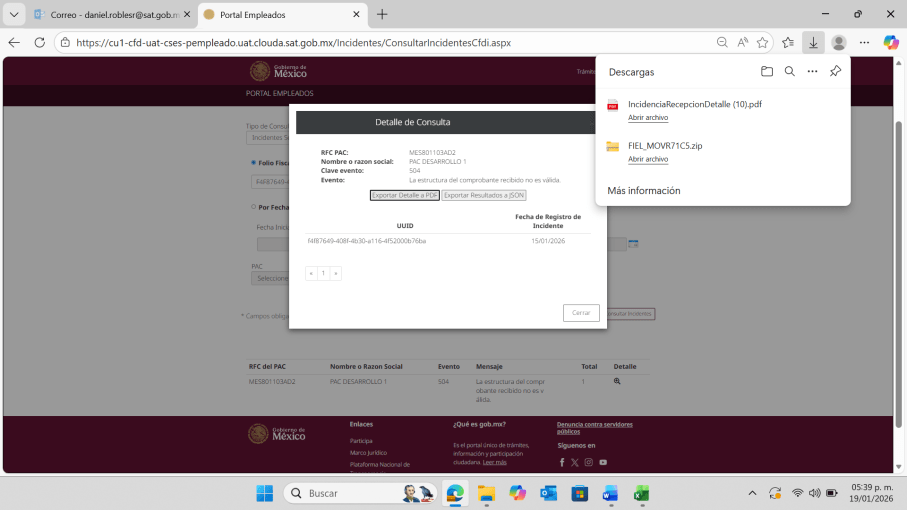 Correo - daniel.roblesr@sat.gob.m
Portal Empleados
https://cu1-cfd-uat-cses-pempleado.uat.clouda.sat.gob.mx/Incidentes/ConsultarIncidentesCfdi.aspx
Gobierno de
México
Trámit
PORTAL EMPLEADOS
Descargas
IncidenciaRecepcionDetalle (10).pdf
Abrir archivo
FIEL_MOVR71C5.zip
Abrir archivo
Más información
Tipo de Consul
Incidentes Se
Folio Fisca
F4F87649-4
Por Fecha
Fecha Inicia
PAC
Seleccione
* Campos obliga
Detalle de Consulta
RFC PAC: MES801103AD2
Nombre o razon social: PAC DESARROLLO 1
Clave evento: 504
Evento: La estructura del comprobante recibido no es válida.
Exportar Detalle a PDF Exportar Resultados a JSON
UUID Fecha de Registro de Incidente
f4f87649-408f-4b30-a116-4f52000b76ba 15/01/2026
« 1 »
Cerrar
onsultar Incidentes
RFC del PAC Nombre o Razon Social Evento Mensaje Total Detalle
MES801103AD2 PAC DESARROLLO 1 504 La estructura del compr 1
obante recibido no es v
álida.
Gobierno de
México
Enlaces
Participa
Marco Jurídico
Plataforma Nacional de
¿Qué es gob.mx?
Es el portal único de trámites,
información y participación
ciudadana. Leer más
Denuncia contra servidores
públicos
Síguenos en
Buscar
05:39 p. m.
19/01/2026